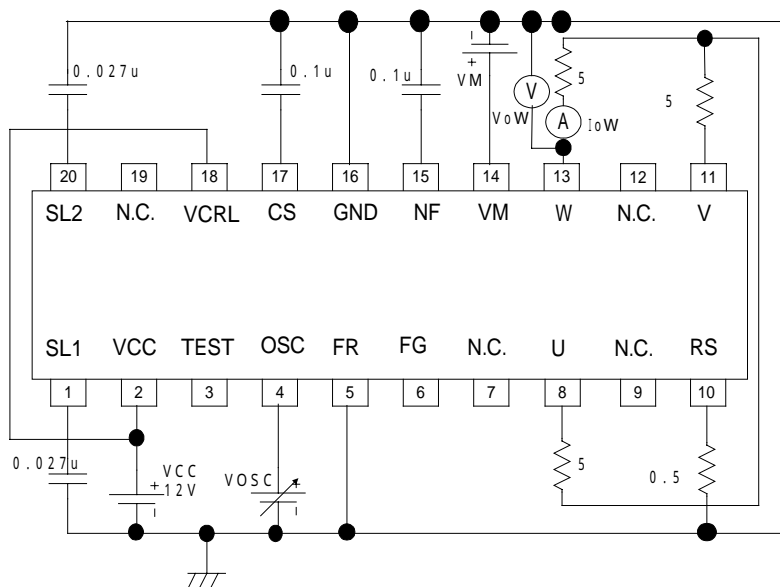 0.027u
0.1u
0.1u
VM
V
VoW
5
A
IoW
5
20 19 18 17 16 15 14 13 12 11
SL2 N.C. VCRL CS GND NF VM W N.C. V
SL1 VCC TEST OSC FR FG N.C. U N.C. RS
1 2 3 4 5 6 7 8 9 10
0.027u
VCC
12V
VOSC
5
0.5